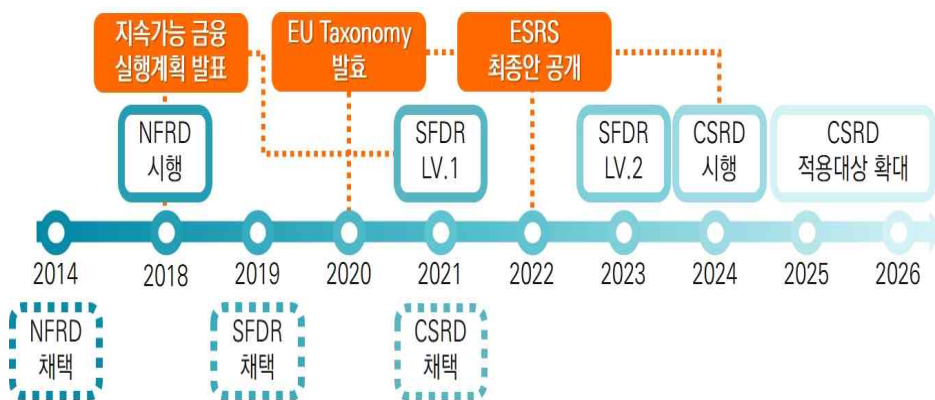 지속가능 금융
실행계획 발표
EU Taxonomy
발효
ESRS
최종안 공개
NFRD
시행
SFDR
LV.1
SFDR
LV.2
CSRD
시행
CSRD
적용대상 확대
2014
2018
2019
2020
2021
2022
2023
2024
2025
2026
NFRD
채택
SFDR
채택
CSRD
채택